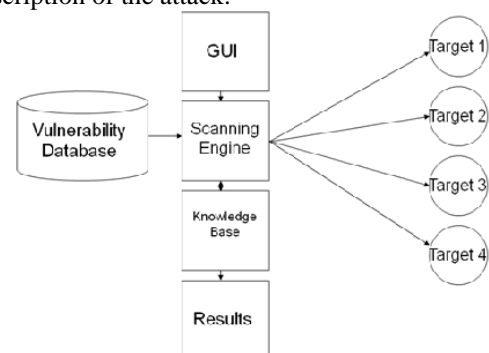 scription of the attack.
GUI
Vulnerability
Database
Scanning
Engine
Knowledge
Base
Results
Target 1
Target 2
Target 3
Target 4